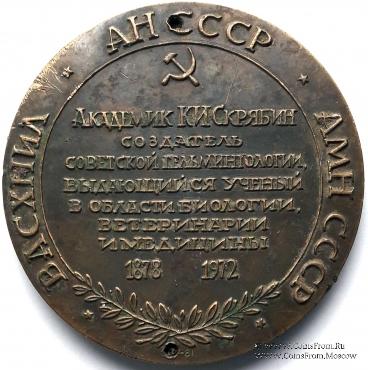 АН СССР
ВАСХНИЛ
АМН СССР
АКАДЕМИК К.И.СКРЯБИН
СОЗДАТЕЛЬ
СОВЕТСКОЙ ГЕЛЬМИНТОЛОГИИ,
ВЫДАЮЩИЙСЯ УЧЕНЫЙ
В ОБЛАСТИ БИОЛОГИИ,
ВЕТЕРИНАРИИ
И МЕДИЦИНЫ
1878 1972
www.CoinsFrom.Ru
www.CoinsFrom.Moscow